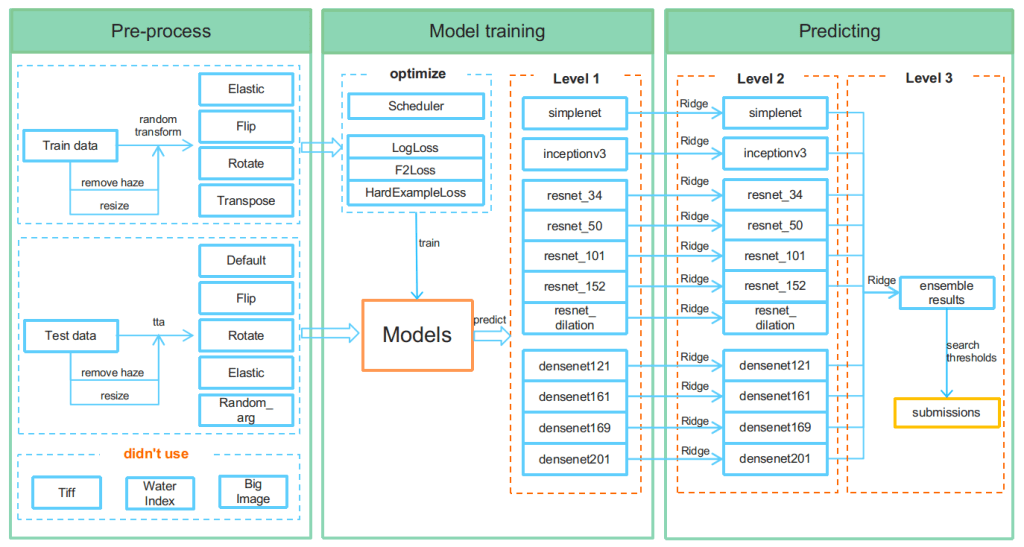 Pre-process
Train data
random
transform
remove haze
resize
Elastic
Flip
Rotate
Transpose
Test data
tta
remove haze
resize
Default
Flip
Rotate
Elastic
Random_
arg
didn't use
Tiff
Water
Index
Big
Image
Model training
optimize
Scheduler
LogLoss
F2Loss
HardExampleLoss
train
Models
predict
Level 1
simplenet
inceptionv3
resnet_34
resnet_50
resnet_101
resnet_152
resnet_
dilation
densenet121
densenet161
densenet169
densenet201
Predicting
Ridge
Ridge
Ridge
Ridge
Ridge
Ridge
Ridge
Ridge
Ridge
Ridge
Ridge
Level 2
simplenet
inceptionv3
resnet_34
resnet_50
resnet_101
resnet_152
resnet_
dilation
densenet121
densenet161
densenet169
densenet201
Level 3
Ridge
ensemble
results
search
thresholds
submissions